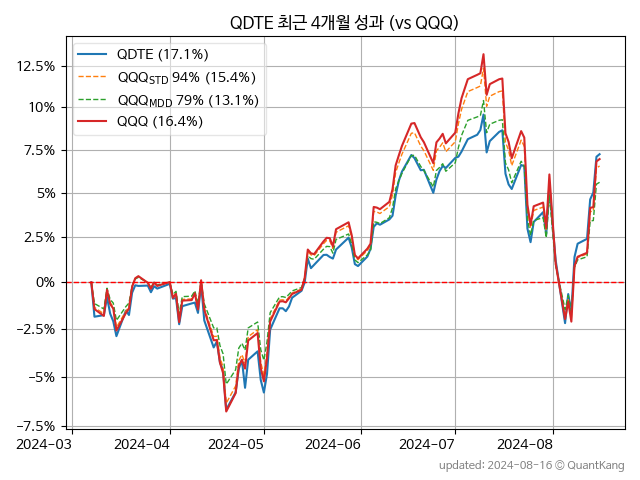 QDTE 최근 4개월 성과 (vs QQQ)
QDTE (17.1%)
QQQSTD 94% (15.4%)
QQQMDD 79% (13.1%)
QQQ (16.4%)
12.5%
10%
7.5%
5%
2.5%
0%
−2.5%
−5%
−7.5%
2024-03 2024-04 2024-05 2024-06 2024-07 2024-08
updated: 2024-08-16 © QuantKang